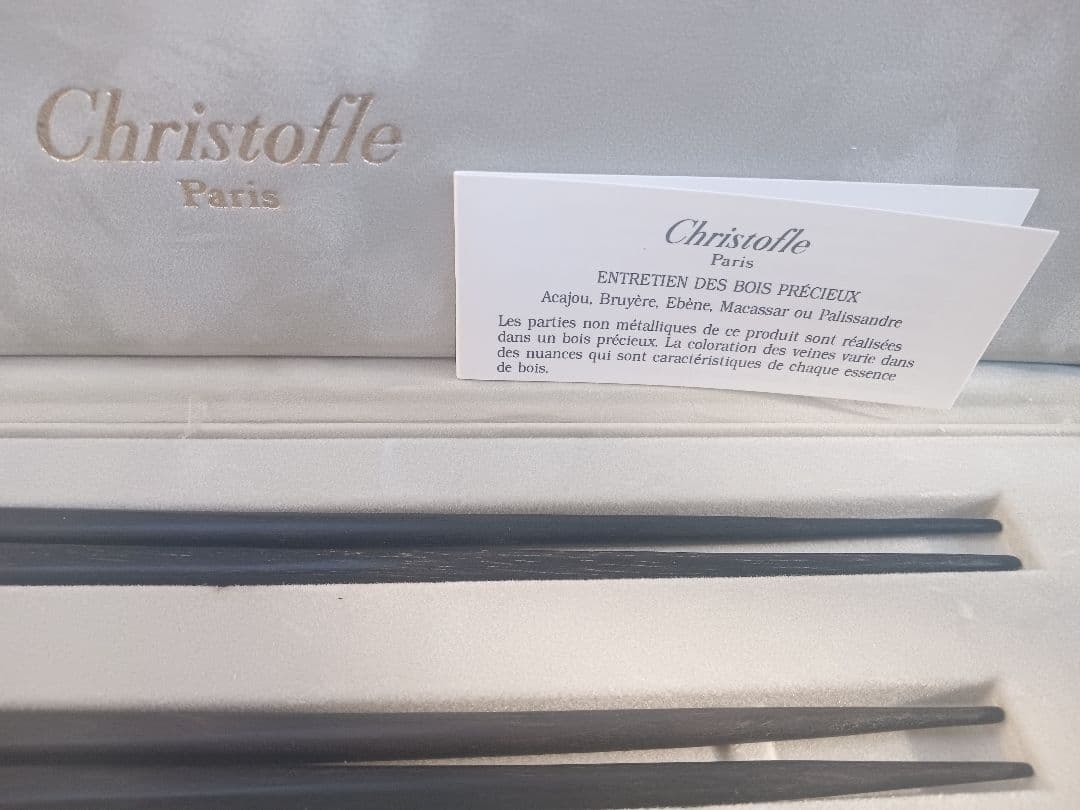 Christofle
Paris
Christofle
Paris
ENTRETIEN DES BOIS PRÉCIEUX
Acajou, Bruyère, Ebène, Macassar ou Palissandre
Les parties non métalliques de ce produit sont réalisées
dans un bois précieux. La coloration des veines varie dans
des nuances qui sont caractéristiques de chaque essence
de bois.